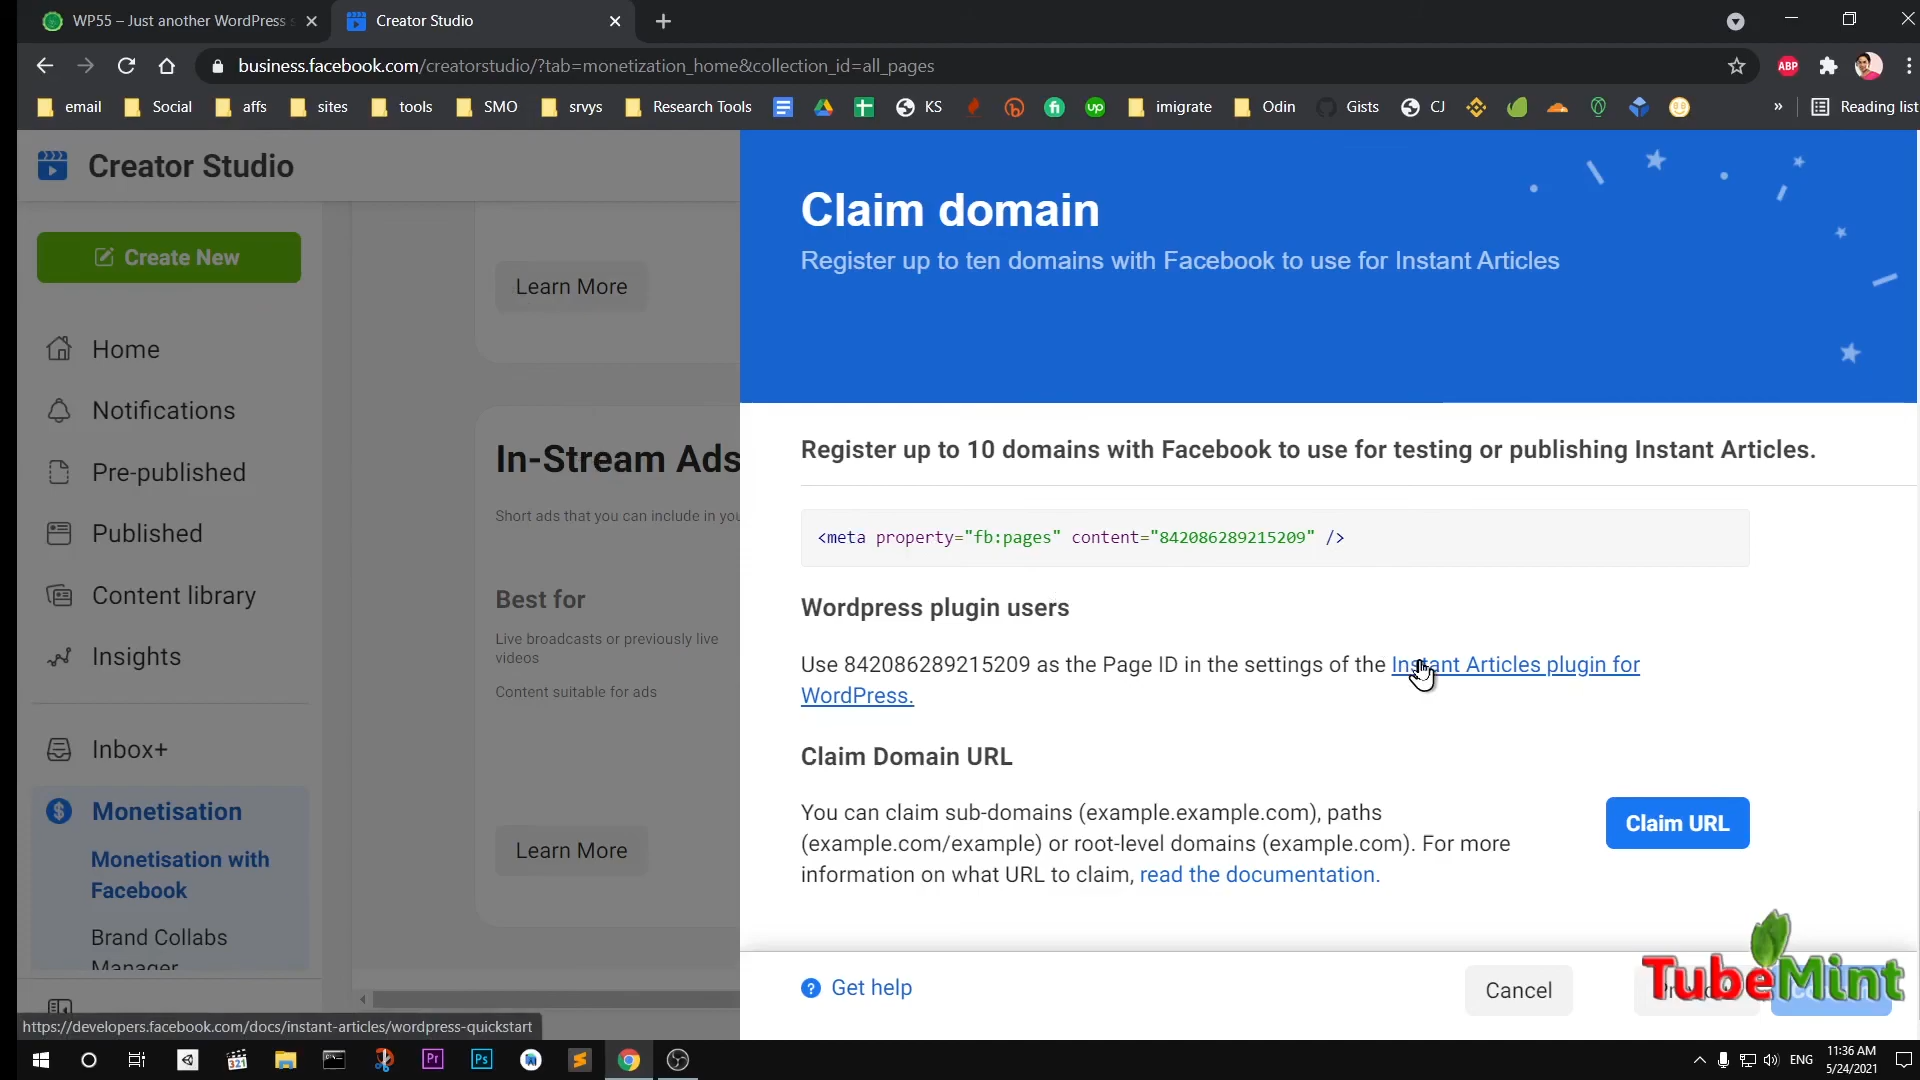 WP55 – Just another WordPress s
Creator Studio
business.facebook.com/creatorstudio/?tab=monetization_home&collection_id=all_pages
ABP
email Social affs sites tools SMO srvys Research Tools KS imigrate Odin Gists CJ » Reading list
Creator Studio
Create New
Home
Notifications
Pre-published
Published
Content library
Insights
Inbox+
Monetisation
Monetisation with
Facebook
Brand Collabs
Manager
Learn More
In-Stream Ads
Short ads that you can include in you
Best for
Live broadcasts or previously live
videos
Content suitable for ads
Learn More
Claim domain
Register up to ten domains with Facebook to use for Instant Articles
Register up to 10 domains with Facebook to use for testing or publishing Instant Articles.
<meta property="fb:pages" content="842086289215209" />
Wordpress plugin users
Use 842086289215209 as the Page ID in the settings of the Instant Articles plugin for
WordPress.
Claim Domain URL
You can claim sub-domains (example.example.com), paths
(example.com/example) or root-level domains (example.com). For more
information on what URL to claim, read the documentation.
Claim URL
Get help
Cancel
TubeMint
https://developers.facebook.com/docs/instant-articles/wordpress-quickstart
321
Pr
Ps
ENG
11:36 AM
5/24/2021